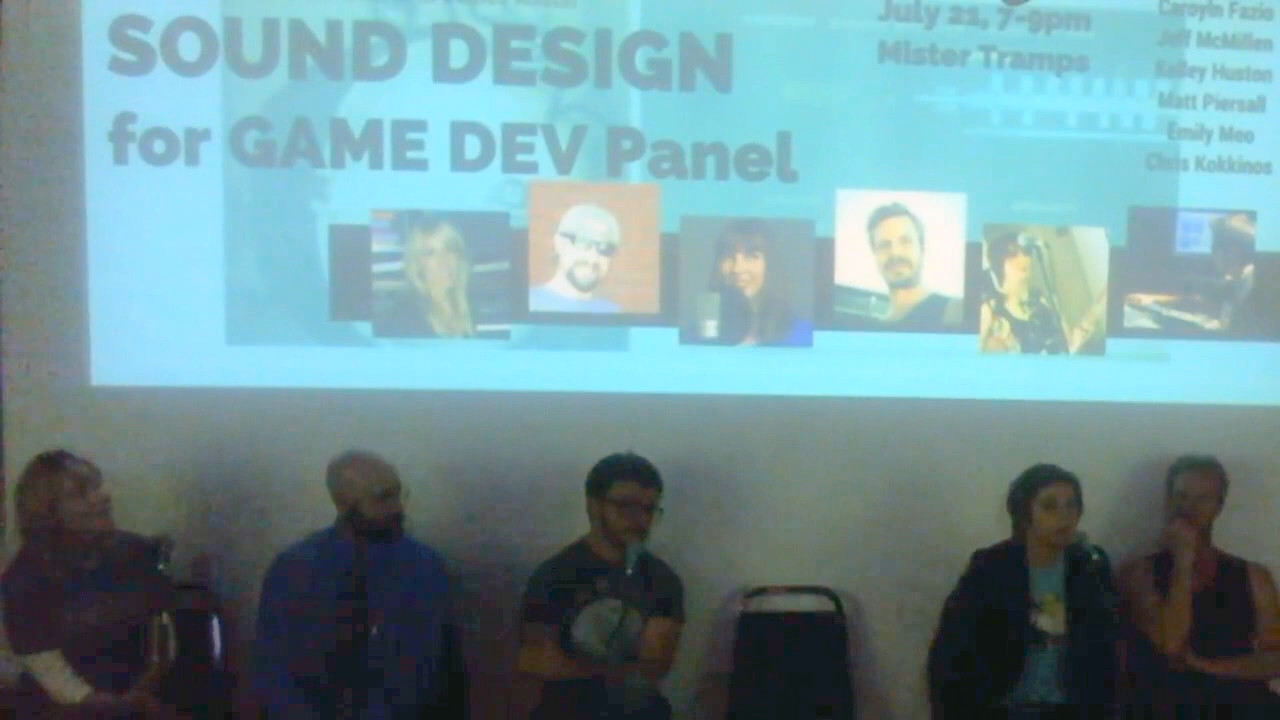 SOUND DESIGN
for GAME DEV Panel
July 21, 7-9pm
Mister Tramps
Caroyln Fazio
Jeff McMillen
Kelley Huston
Matt Piersall
Emily Meo
Chris Kokkinos